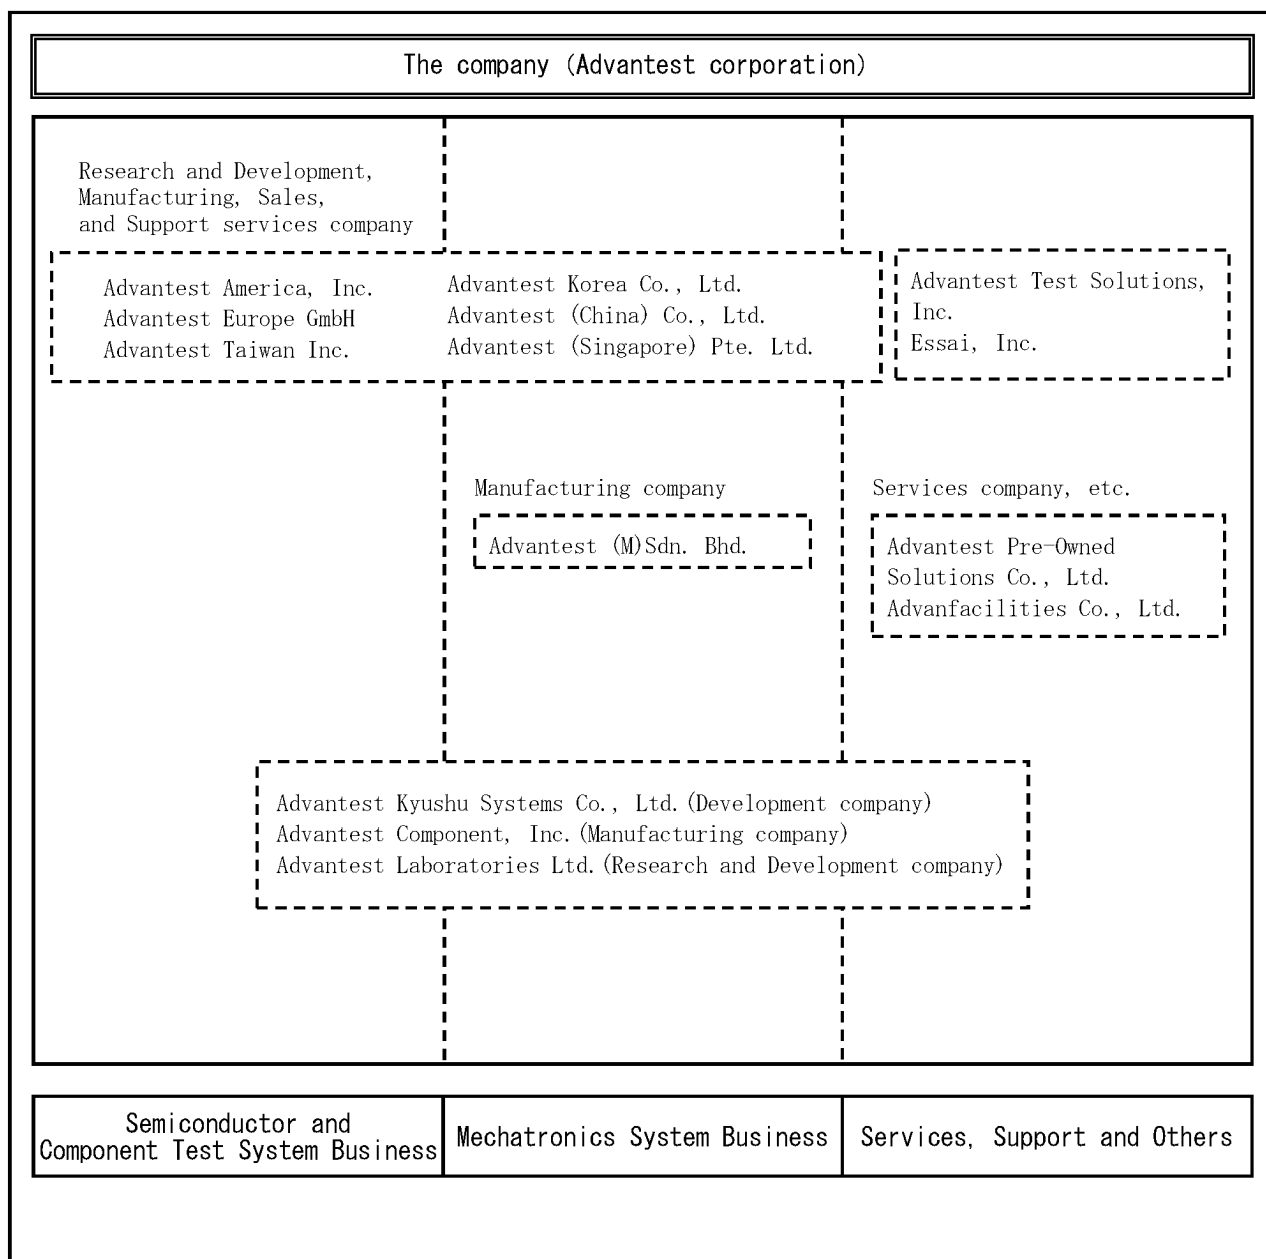 The company (Advantest corporation)
Research and Development,
Manufacturing, Sales,
and Support services company
Advantest America, Inc.
Advantest Europe GmbH
Advantest Taiwan Inc.
Advantest Korea Co., Ltd.
Advantest (China) Co., Ltd.
Advantest (Singapore) Pte. Ltd.
Advantest Test Solutions,
Inc.
Essai, Inc.
Manufacturing company
Advantest (M)Sdn. Bhd.
Services company, etc.
Advantest Pre-Owned
Solutions Co., Ltd.
Advanfacilities Co., Ltd.
Advantest Kyushu Systems Co., Ltd.(Development company)
Advantest Component, Inc.(Manufacturing company)
Advantest Laboratories Ltd.(Research and Development company)
Semiconductor and
Component Test System Business
Mechatronics System Business
Services, Support and Others